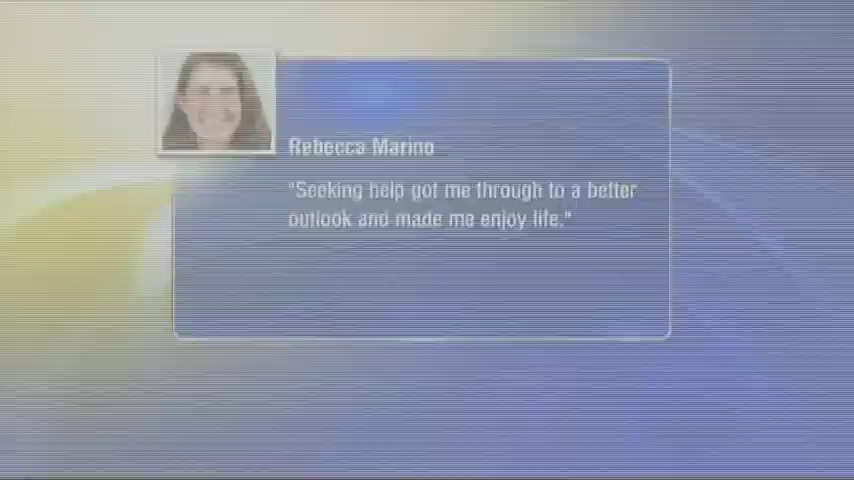 Rebecca Marino
"Seeking help got me through to a better
outlook and made me enjoy life."